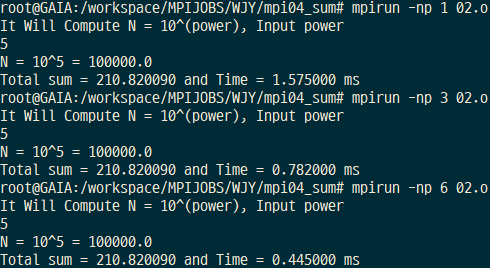 root@GAIA:/workspace/MPIJOBS/WJY/mpi04_sum# mpirun -np 1 02.o
It Will Compute N = 10^(power), Input power
5
N = 10^5 = 100000.0
Total sum = 210.820090 and Time = 1.575000 ms
root@GAIA:/workspace/MPIJOBS/WJY/mpi04_sum# mpirun -np 3 02.o
It Will Compute N = 10^(power), Input power
5
N = 10^5 = 100000.0
Total sum = 210.820090 and Time = 0.782000 ms
root@GAIA:/workspace/MPIJOBS/WJY/mpi04_sum# mpirun -np 6 02.o
It Will Compute N = 10^(power), Input power
5
N = 10^5 = 100000.0
Total sum = 210.820090 and Time = 0.445000 ms